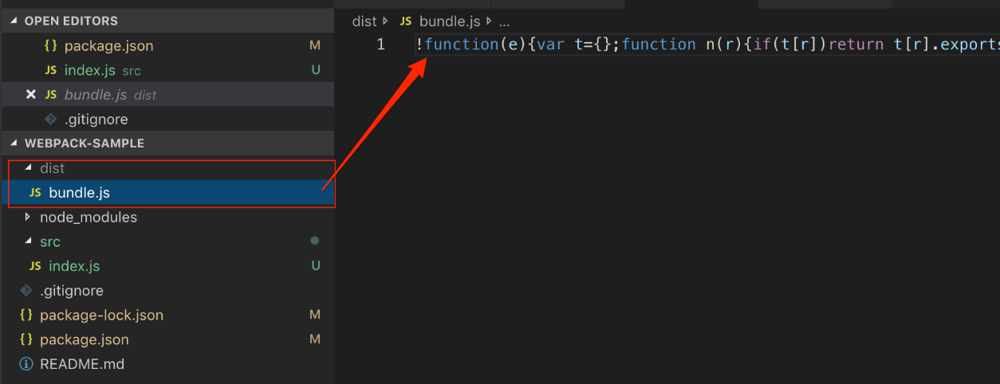 OPEN EDITORS
{} package.json M
JS index.js src U
JS bundle.js dist
.gitignore
WEBPACK-SAMPLE
dist
JS bundle.js
node_modules
src
JS index.js U
.gitignore
{} package-lock.json M
{} package.json M
README.md
dist JS bundle.js ...
1 !function(e){var t={};function n(r){if(t[r])return t[r].exports